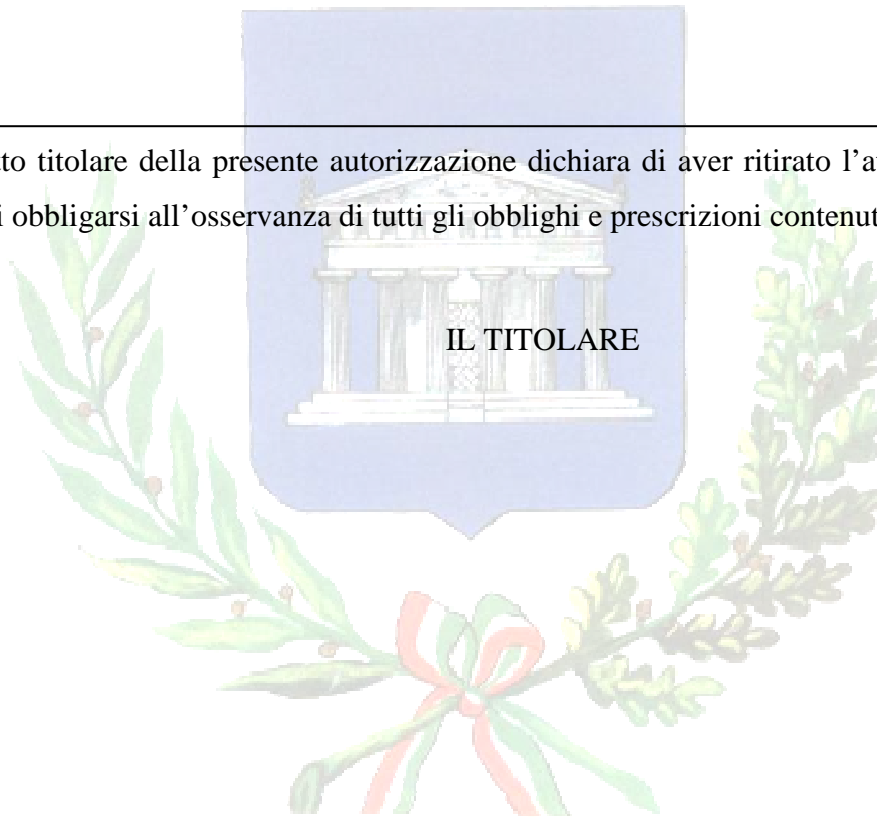 to titolare della presente autorizzazione dichiara di aver ritirato l’a
i obbligarsi all’osservanza di tutti gli obblighi e prescrizioni contenut
IL TITOLARE